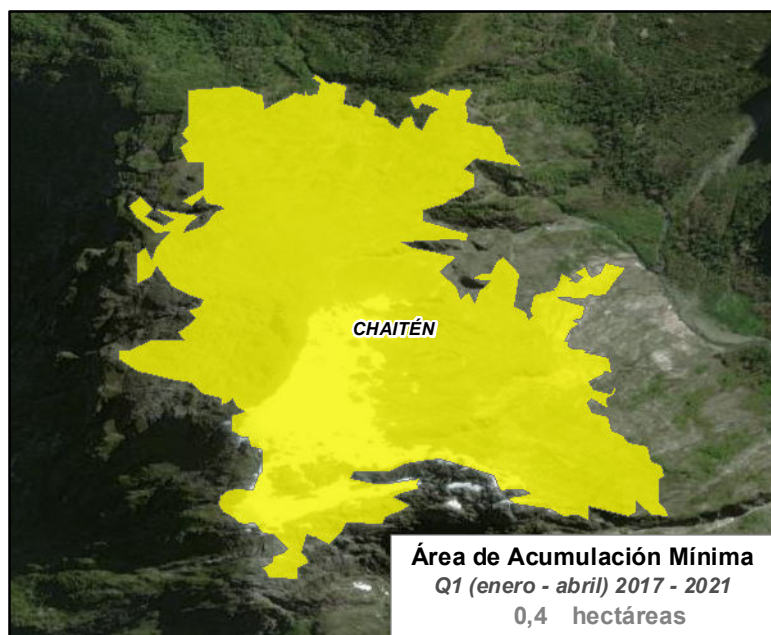 CHAITÉN
Área de Acumulación Mínima
Q1 (enero - abril) 2017 - 2021
0,4 hectáreas